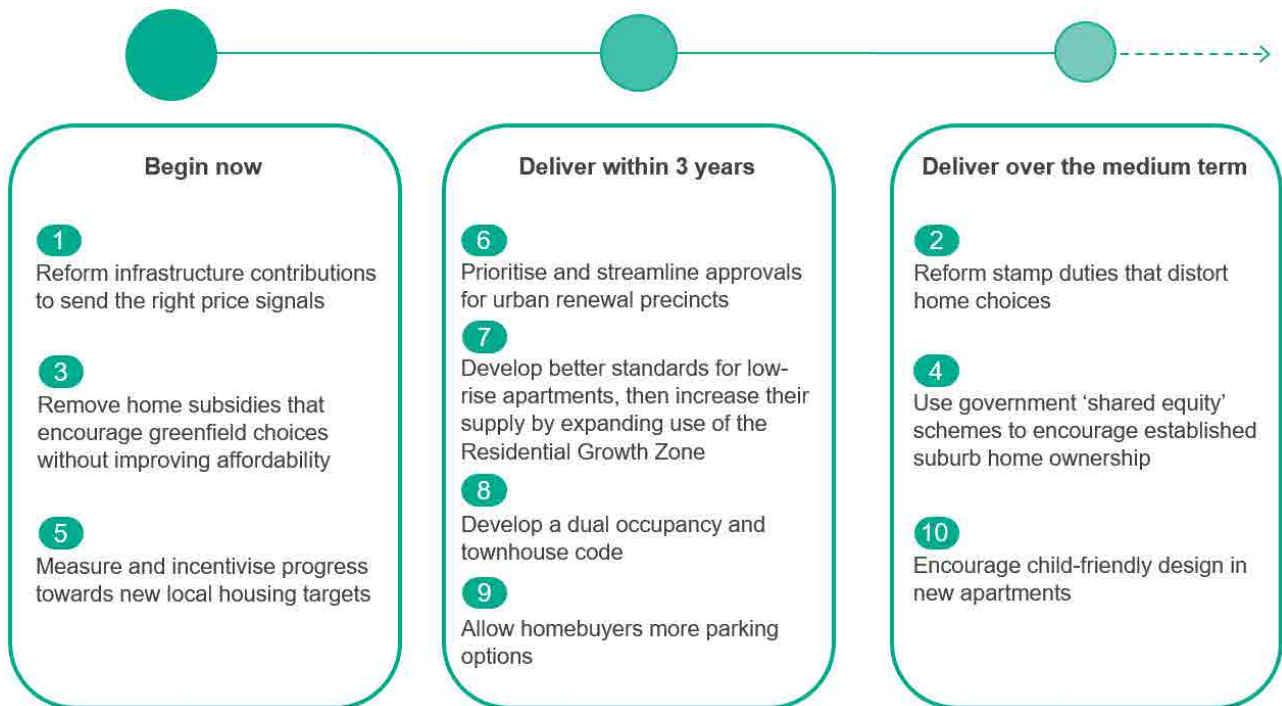 Begin now
1
Reform infrastructure contributions
to send the right price signals
3
Remove home subsidies that
encourage greenfield choices
without improving affordability
5
Measure and incentivise progress
towards new local housing targets
Deliver within 3 years
6
Prioritise and streamline approvals
for urban renewal precincts
7
Develop better standards for low-
rise apartments, then increase their
supply by expanding use of the
Residential Growth Zone
8
Develop a dual occupancy and
townhouse code
9
Allow homebuyers more parking
options
Deliver over the medium term
2
Reform stamp duties that distort
home choices
4
Use government ‘shared equity’
schemes to encourage established
suburb home ownership
10
Encourage child-friendly design in
new apartments